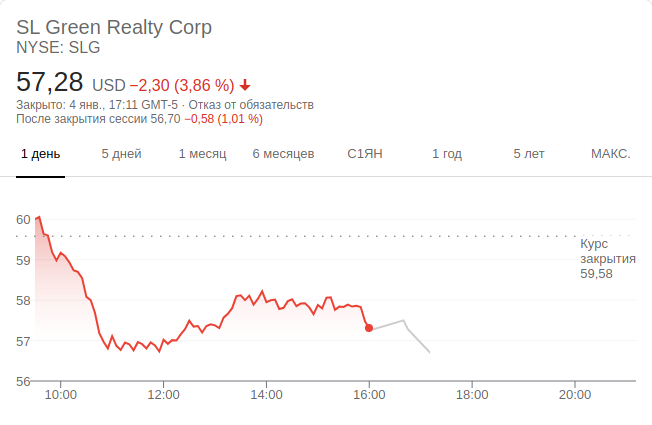 SL Green Realty Corp
NYSE: SLG
57,28 USD −2,30 (3,86 %)
Закрыто: 4 янв., 17:11 GMT-5 · Отказ от обязательств
После закрытия сессии 56,70 −0,58 (1,01 %)
1 день 5 дней 1 месяц 6 месяцев С1ЯН 1 год 5 лет МАКС.
60
Курс
закрытия
59,58
59
58
57
56
10:00 12:00 14:00 16:00 18:00 20:00